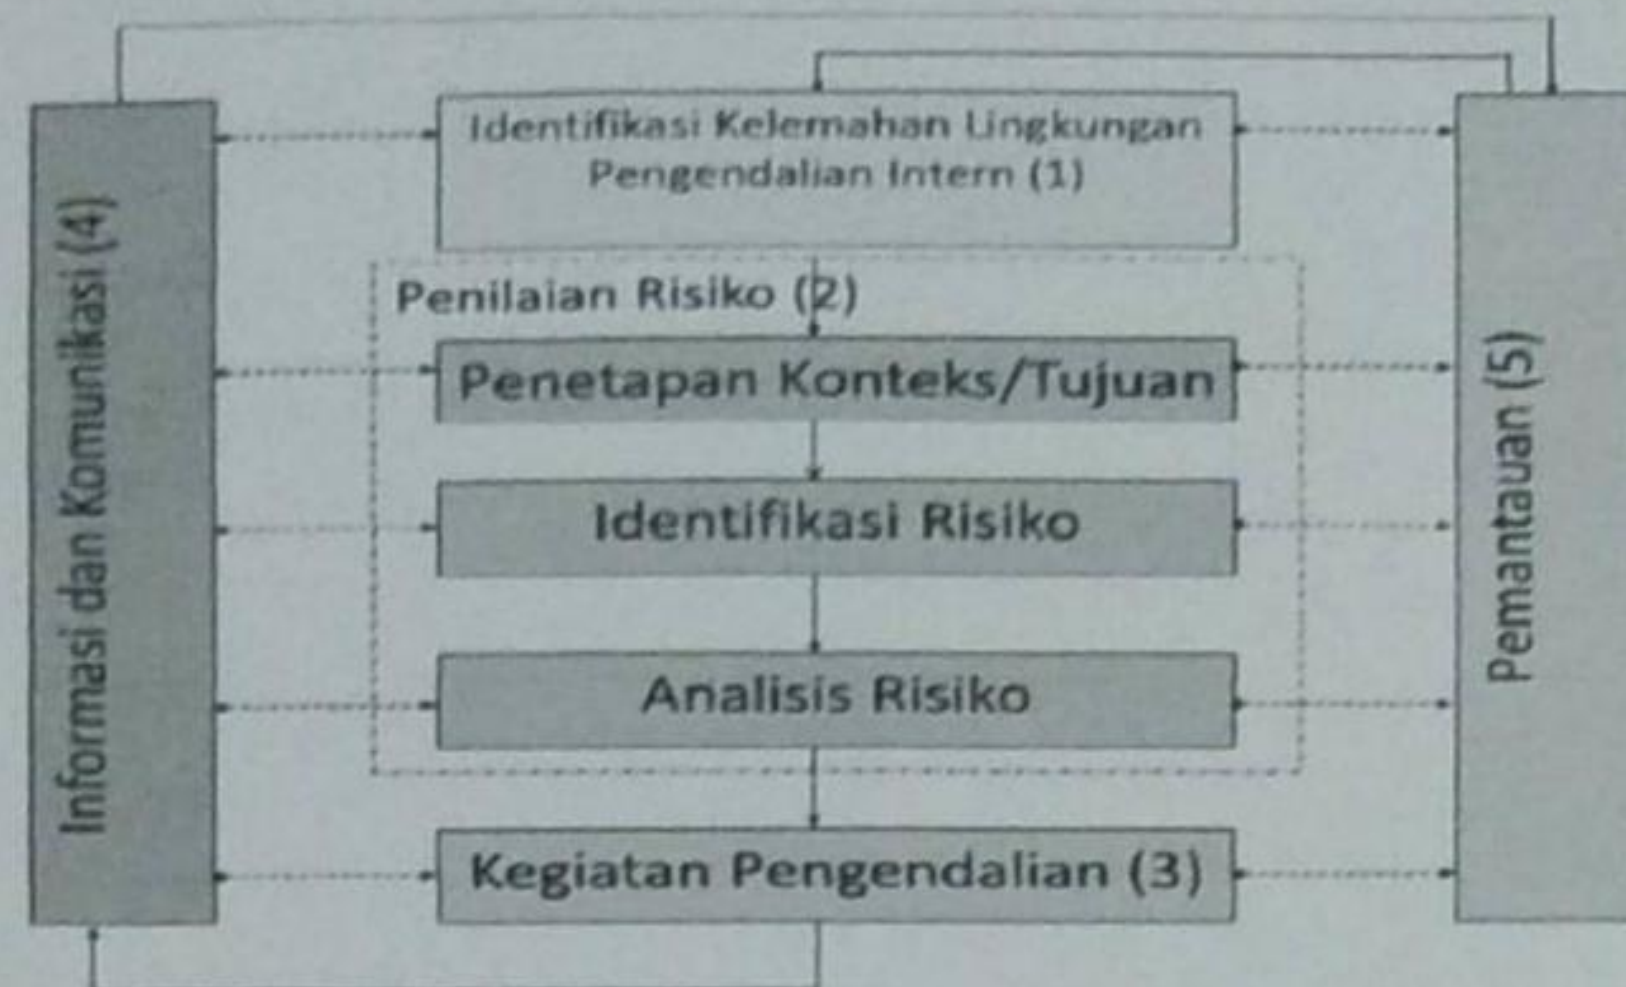 Informasi dan Komunikasi (4)
Identifikasi Kelemahan Lingkungan
Pengendalian Intern (1)
Penilaian Risiko (2)
Penetapan Konteks/Tujuan
Identifikasi Risiko
Analisis Risiko
Kegiatan Pengendalian (3)
Pemantauan (5)